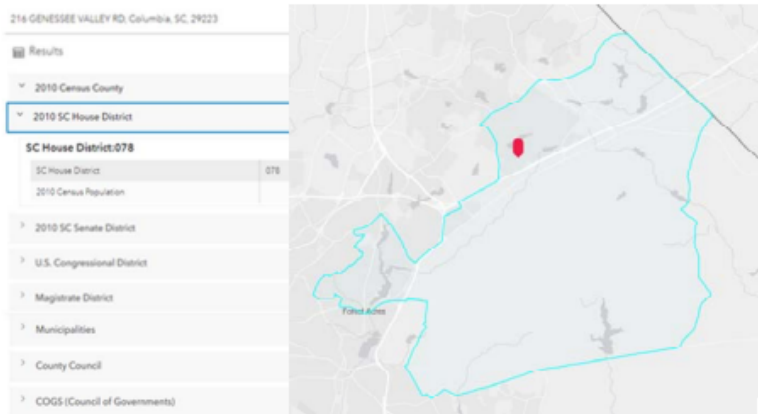 216 GENESSEE VALLEY RD, Columbia, SC, 29223
Results
2010 Census County
2010 SC House District
SC House District:078
SC House District 078
2010 Census Population
2010 SC Senate District
U.S. Congressional District
Magistrate District
Municipalities
County Council
COGS (Council of Governments)
Forest Acres